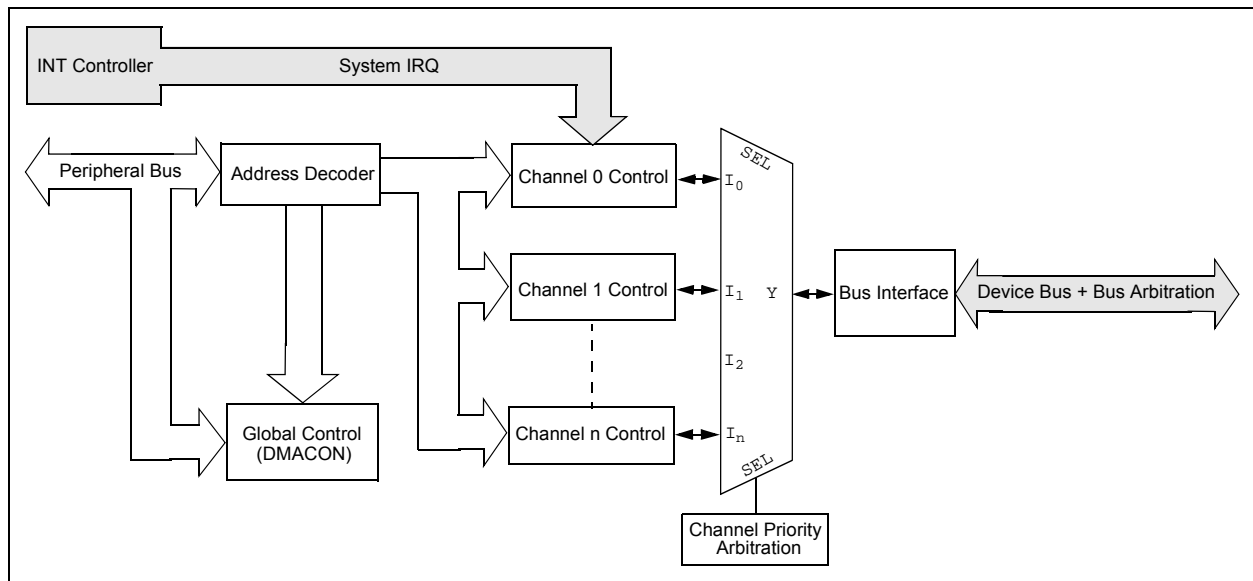 INT Controller
System IRQ
Peripheral Bus
Address Decoder
Channel 0 Control
SEL
I0
Channel 1 Control
I1
Y
Bus Interface
Device Bus + Bus Arbitration
I2
Global Control
(DMACON)
Channel n Control
In
SEL
Channel Priority
Arbitration